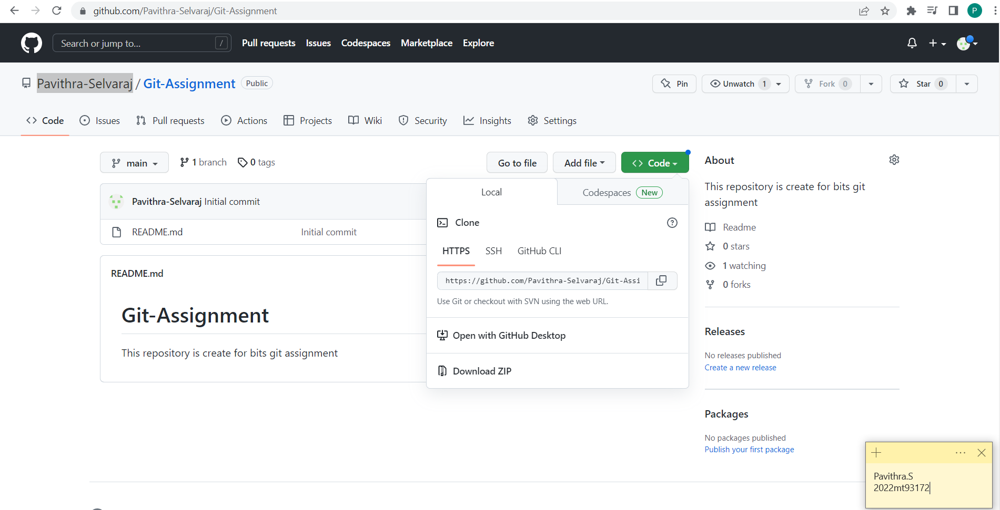 github.com/Pavithra-Selvaraj/Git-Assignment
P
Search or jump to...
/
Pull requests
Issues
Codespaces
Marketplace
Explore
Pavithra-Selvaraj / Git-Assignment
Public
Pin
Unwatch 1
Fork 0
Star 0
Code
Issues
Pull requests
Actions
Projects
Wiki
Security
Insights
Settings
main
1 branch
0 tags
Go to file
Add file
Code
Pavithra-Selvaraj Initial commit
README.md
Initial commit
README.md
Git-Assignment
This repository is create for bits git assignment
Local
Codespaces
New
Clone
HTTPS
SSH
GitHub CLI
https://github.com/Pavithra-Selvaraj/Git-Assi
Use Git or checkout with SVN using the web URL.
Open with GitHub Desktop
Download ZIP
About
This repository is create for bits git
assignment
Readme
0 stars
1 watching
0 forks
Releases
No releases published
Create a new release
Packages
No packages published
Publish your first package
Pavithra.S
2022mt93172